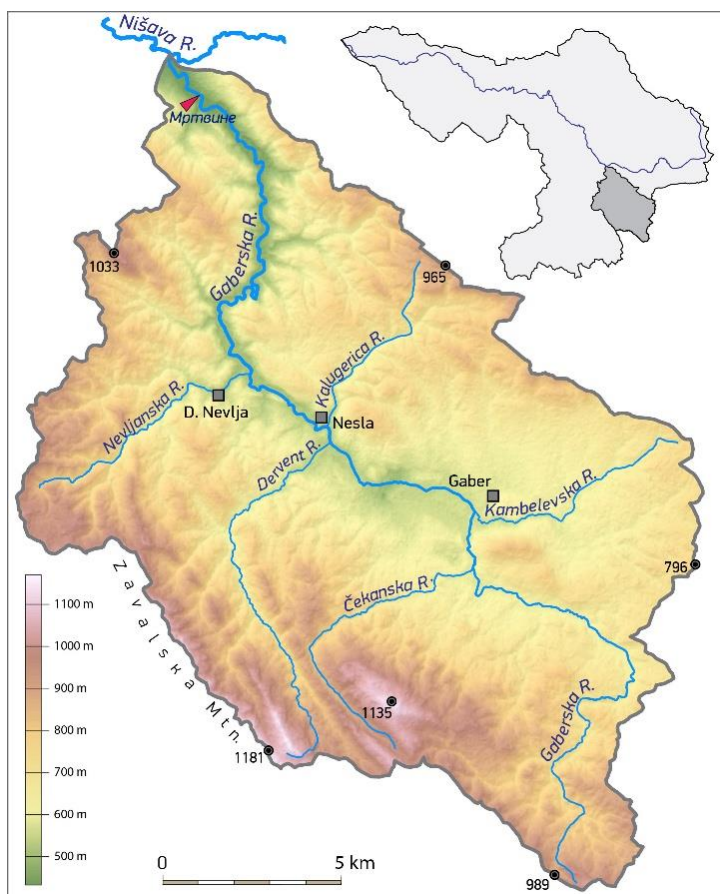 Nišava R.
Мртвине
Gaberska R.
1033
965
Kalugerica R.
Nevljanska R.
D. Nevlja
Nesla
Dervent R.
Gaber
Kambelevska R.
796
Čekanska R.
Zavalska Mtn.
1135
Gaberska R.
1181
989
1100 m
1000 m
900 m
800 m
700 m
600 m
500 m
0 5 km